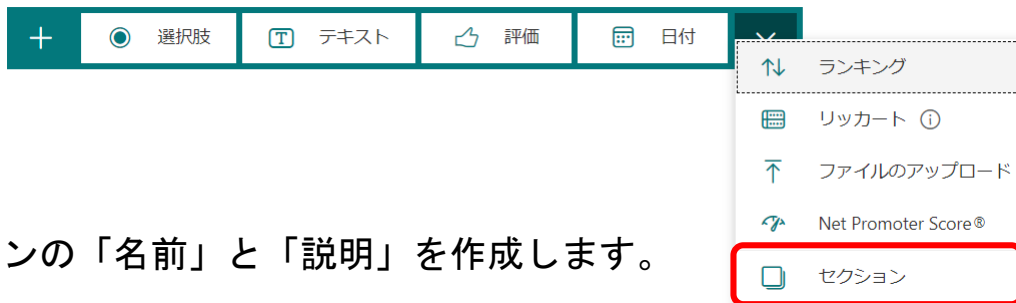 選択肢 テキスト 評価 日付
ランキング
リッカート
ファイルのアップロード
Net Promoter Score®
ンの「名前」と「説明」を作成します。
セクション